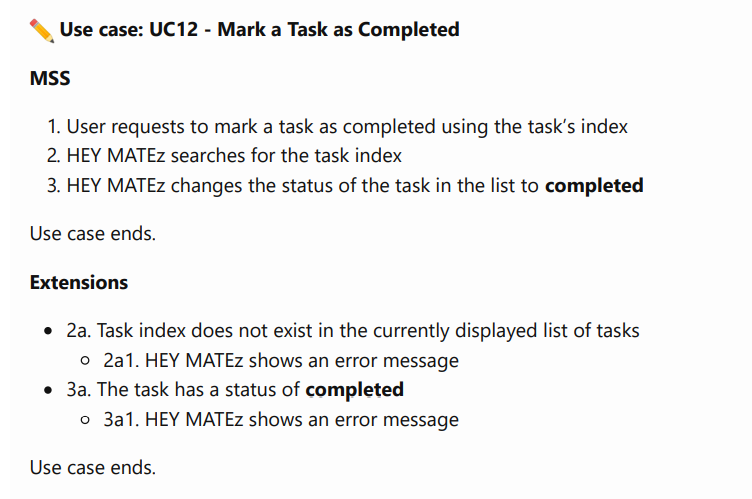 Use case: UC12 - Mark a Task as Completed
MSS
1. User requests to mark a task as completed using the task’s index
2. HEY MATEz searches for the task index
3. HEY MATEz changes the status of the task in the list to completed
Use case ends.
Extensions
• 2a. Task index does not exist in the currently displayed list of tasks
◦ 2a1. HEY MATEz shows an error message
• 3a. The task has a status of completed
◦ 3a1. HEY MATEz shows an error message
Use case ends.